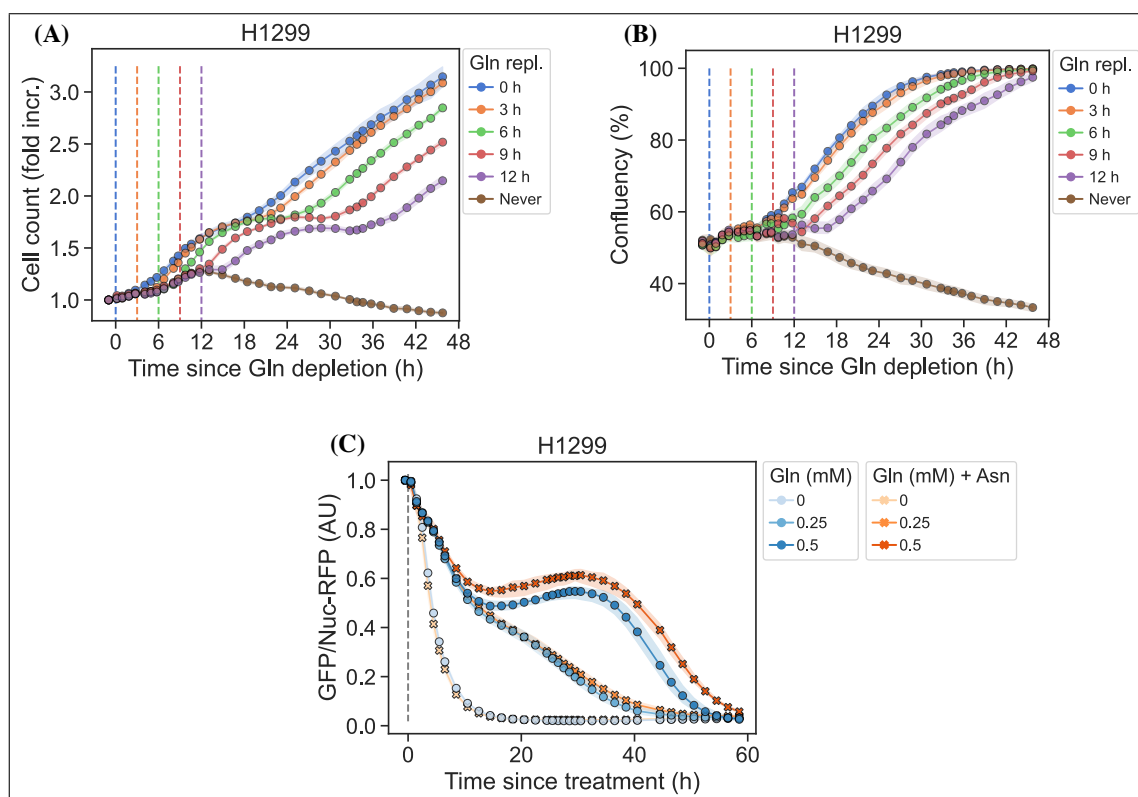 (A)
H1299
Cell count (fold incr.)
3.0
2.5
2.0
1.5
1.0
0 6 12 18 24 30 36 42 48
Time since Gln depletion (h)
Gln repl.
0 h
3 h
6 h
9 h
12 h
Never
(B)
H1299
Confluency (%)
100
80
60
40
0 6 12 18 24 30 36 42 48
Time since Gln depletion (h)
Gln repl.
0 h
3 h
6 h
9 h
12 h
Never
(C)
H1299
GFP/Nuc-RFP (AU)
1.0
0.8
0.6
0.4
0.2
0.0
0 20 40 60
Time since treatment (h)
Gln (mM)
0
0.25
0.5
Gln (mM) + Asn
0
0.25
0.5